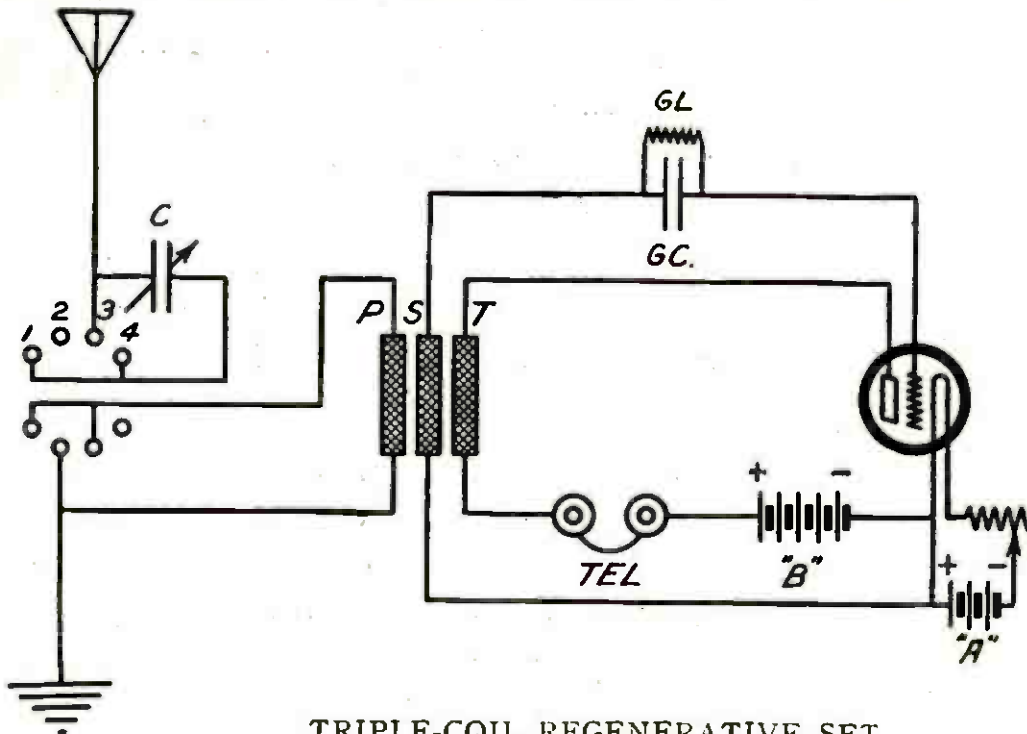 GL
C
GC.
2
3
1
4
P S T
+ -
TEL
"B"
+ -
"A"
TRIPLE-COIL REGENERATIVE SET